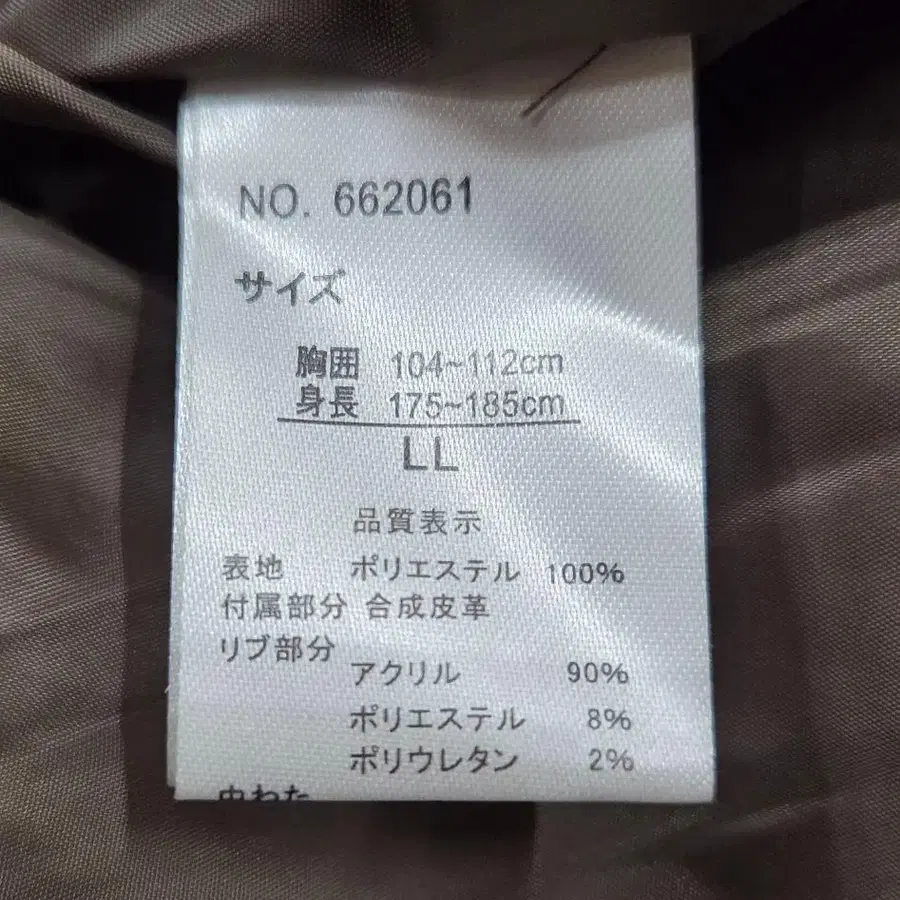 NO. 662061
サイズ
胸囲 104~112cm
身長 175~185cm
LL
品質表示
表地 ポリエステル 100%
付属部分 合成皮革
リブ部分
アクリル 90%
ポリエステル 8%
ポリウレタン 2%
中わた